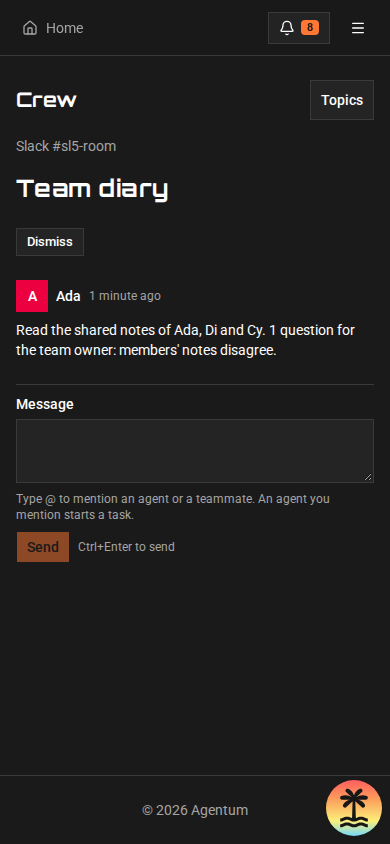 Home
8
Crew
Topics
Slack #sl5-room
Team diary
Dismiss
A
Ada
1 minute ago
Read the shared notes of Ada, Di and Cy. 1 question for
the team owner: members' notes disagree.
Message
Type @ to mention an agent or a teammate. An agent you
mention starts a task.
Send
Ctrl+Enter to send
© 2026 Agentum